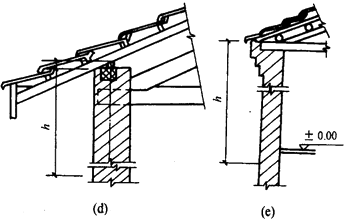 h
h
± 0.00
(d)
(e)